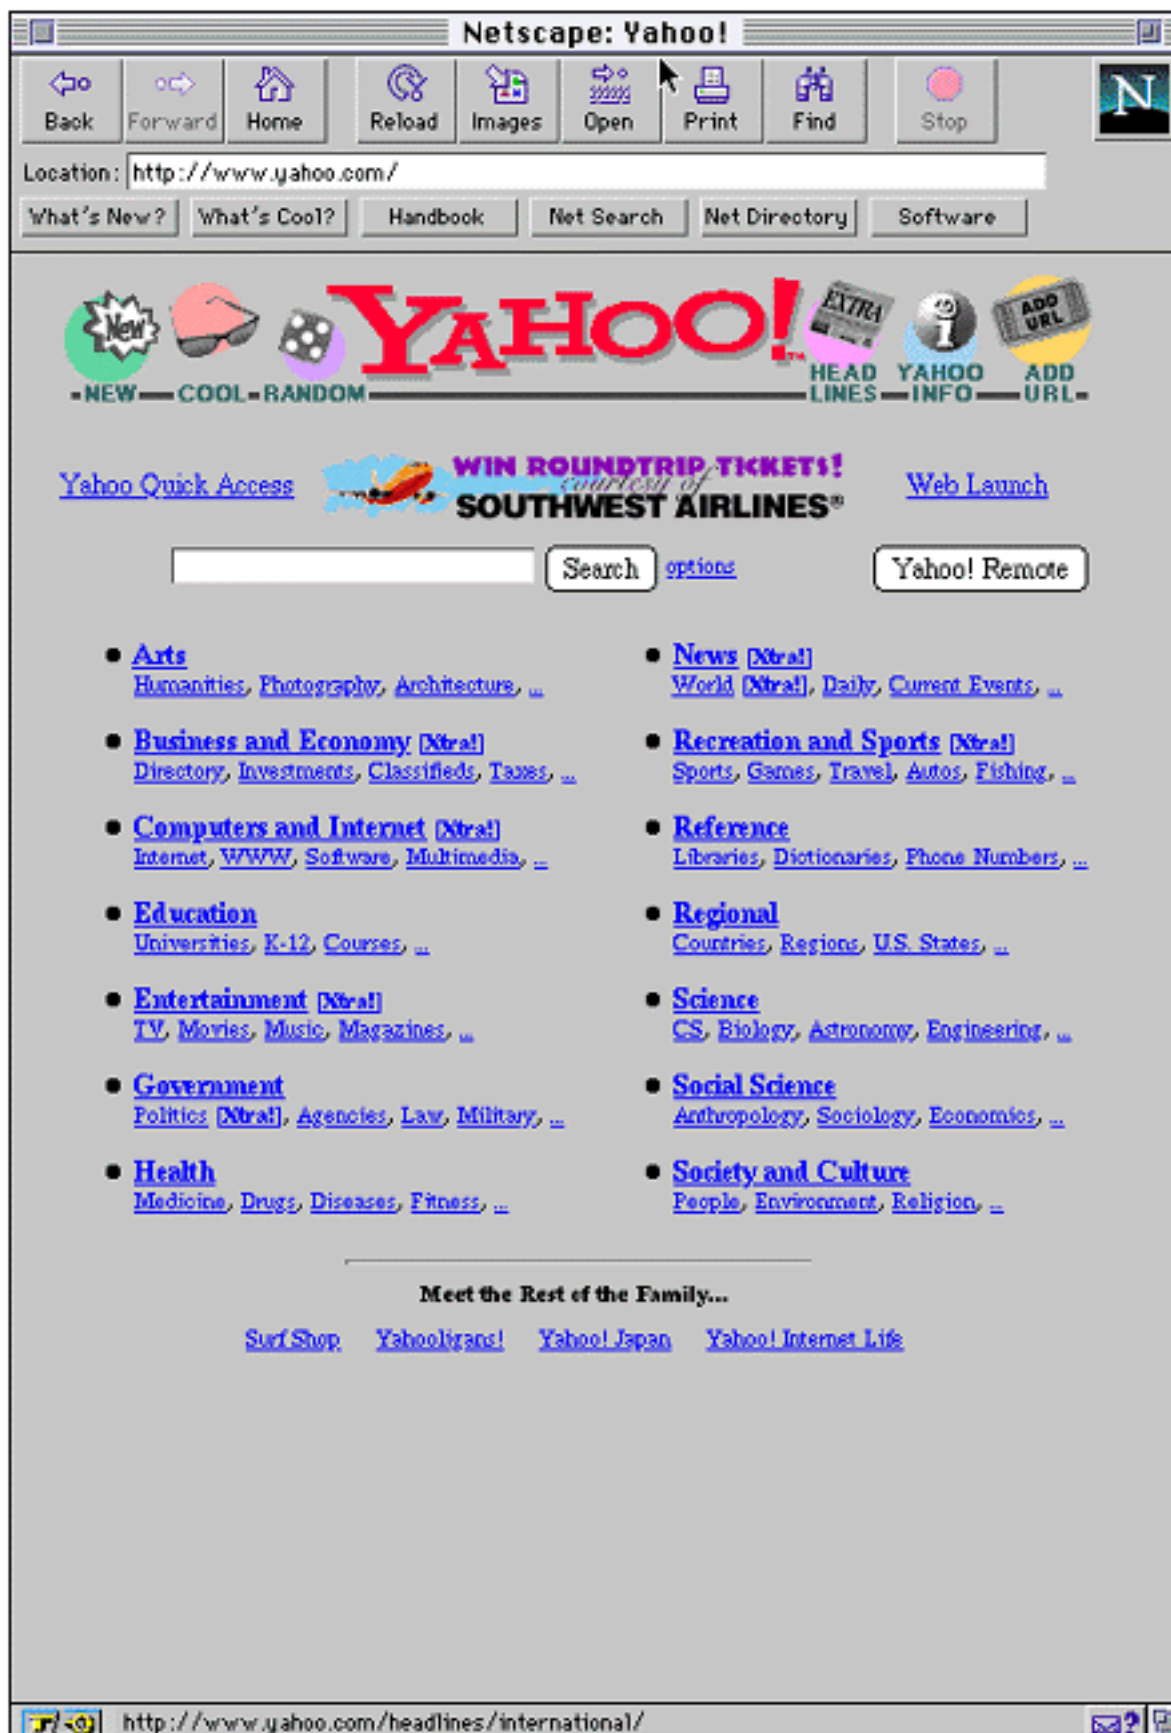 Netscape: Yahoo!
Back Forward Home Reload Images Open Print Find Stop N
Location: http://www.yahoo.com/
What's New? What's Cool? Handbook Net Search Net Directory Software
New EXTRA i ADD URL
YAHOO!™
NEW COOL RANDOM HEAD LINES YAHOO INFO ADD URL
Yahoo Quick Access
WIN ROUNDTRIP TICKETS!
courtesy of
SOUTHWEST AIRLINES®
Web Launch
Search options Yahoo! Remote
Arts
Humanities, Photography, Architecture, ...
Business and Economy [Xtra!]
Directory, Investments, Classifieds, Taxes, ...
Computers and Internet [Xtra!]
Internet, WWW, Software, Multimedia, ...
Education
Universities, K-12, Courses, ...
Entertainment [Xtra!]
TV, Movies, Music, Magazines, ...
Government
Politics [Xtra!], Agencies, Law, Military, ...
Health
Medicine, Drugs, Diseases, Fitness, ...
News [Xtra!]
World [Xtra!], Daily, Current Events, ...
Recreation and Sports [Xtra!]
Sports, Games, Travel, Autos, Fishing, ...
Reference
Libraries, Dictionaries, Phone Numbers, ...
Regional
Countries, Regions, U.S. States, ...
Science
CS, Biology, Astronomy, Engineering, ...
Social Science
Anthropology, Sociology, Economics, ...
Society and Culture
People, Environment, Religion, ...
Meet the Rest of the Family...
Surf Shop Yahooligans! Yahoo! Japan Yahoo! Internet Life
http://www.yahoo.com/headlines/international/ ?